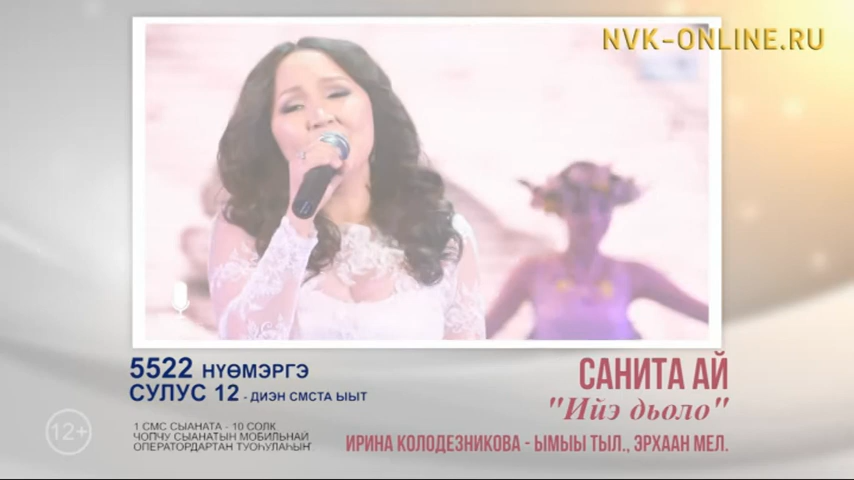 NVK-ONLINE.RU
5522 НҮӨМЭРГЭ
СУЛУС 12 - ДИЭН СМСТА ЫЫТ
1 СМС СЫАНАТА - 10 СОЛК
ЧОПЧУ СЫАНАТЫН МОБИЛЬНАЙ
ОПЕРАТОРДАРТАН ТУОҺУЛАҺЫҤ.
12+
САНИТА АЙ
"Ийэ дьоло"
ИРИНА КОЛОДЕЗНИКОВА - ЫМЫЫ ТЫЛ., ЭРХААН МЕЛ.